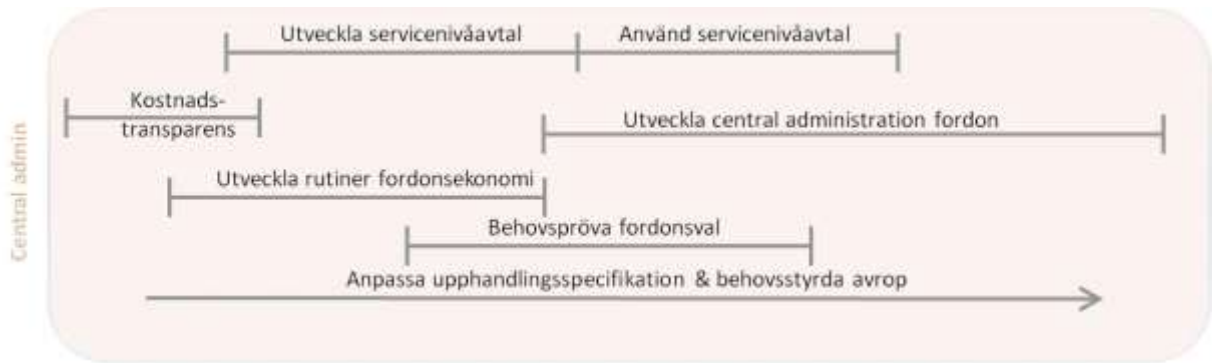 Utveckla servicenivåavtal
Använd servicenivåavtal
Kostnads-
transparens
Utveckla central administration fordon
Utveckla rutiner fordonsekonomi
Behovspröva fordonsval
Anpassa upphandlingsspecifikation & behovsstyrda avrop
Central admin